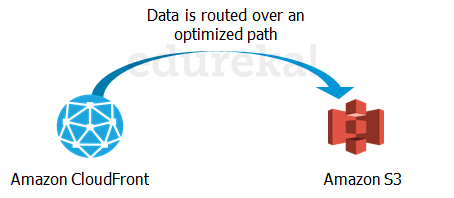 Data is routed over an
optimized path
edureka!
Amazon CloudFront
Amazon S3